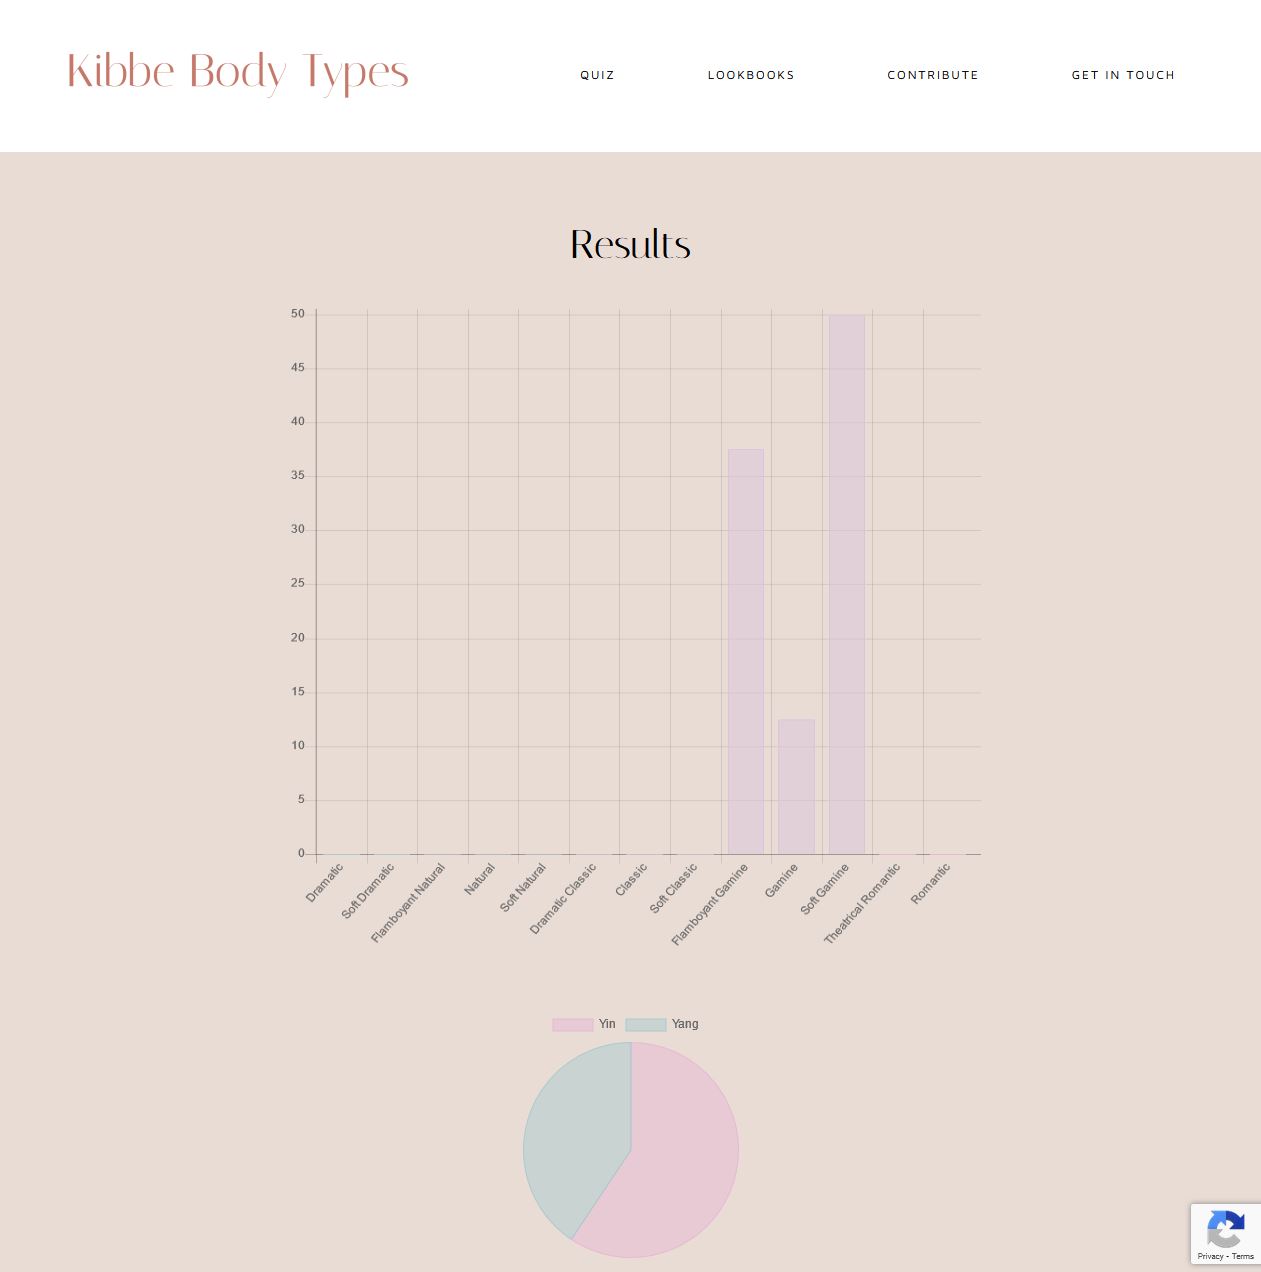 Kibbe Body Types
QUIZ
LOOKBOOKS
CONTRIBUTE
GET IN TOUCH
Results
50
45
40
35
30
25
20
15
10
5
0
Dramatic
Soft Dramatic
Flamboyant Natural
Natural
Soft Natural
Dramatic Classic
Classic
Soft Classic
Flamboyant Gamine
Gamine
Soft Gamine
Theatrical Romantic
Romantic
Yin
Yang
Privacy - Terms